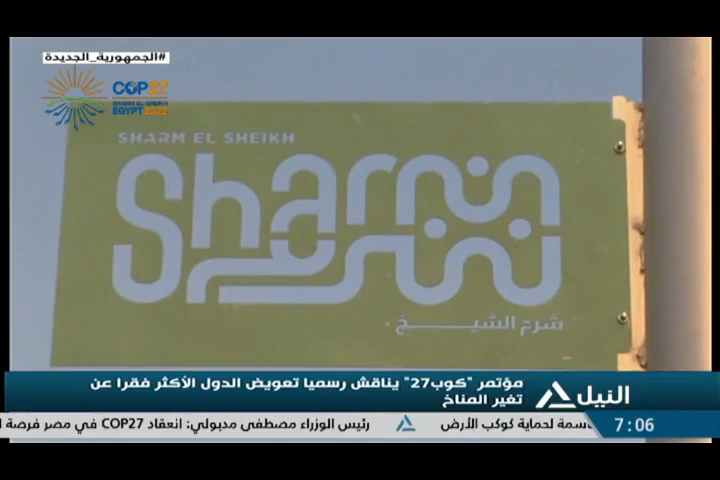 #الجمهورية_الجديدة
COP27
SHARM EL-SHEIKH
EGYPT 2022
SHARM EL SHEIKH
Sharm
شرم
شرم الشيخ
مؤتمر "كوب27" يناقش رسميا تعويض الدول الأكثر فقرا عن
تغير المناخ
النيل
رئيس الوزراء مصطفى مدبولي: انعقاد COP27 في مصر فرصة
لحماية كوكب الأرض
7:06